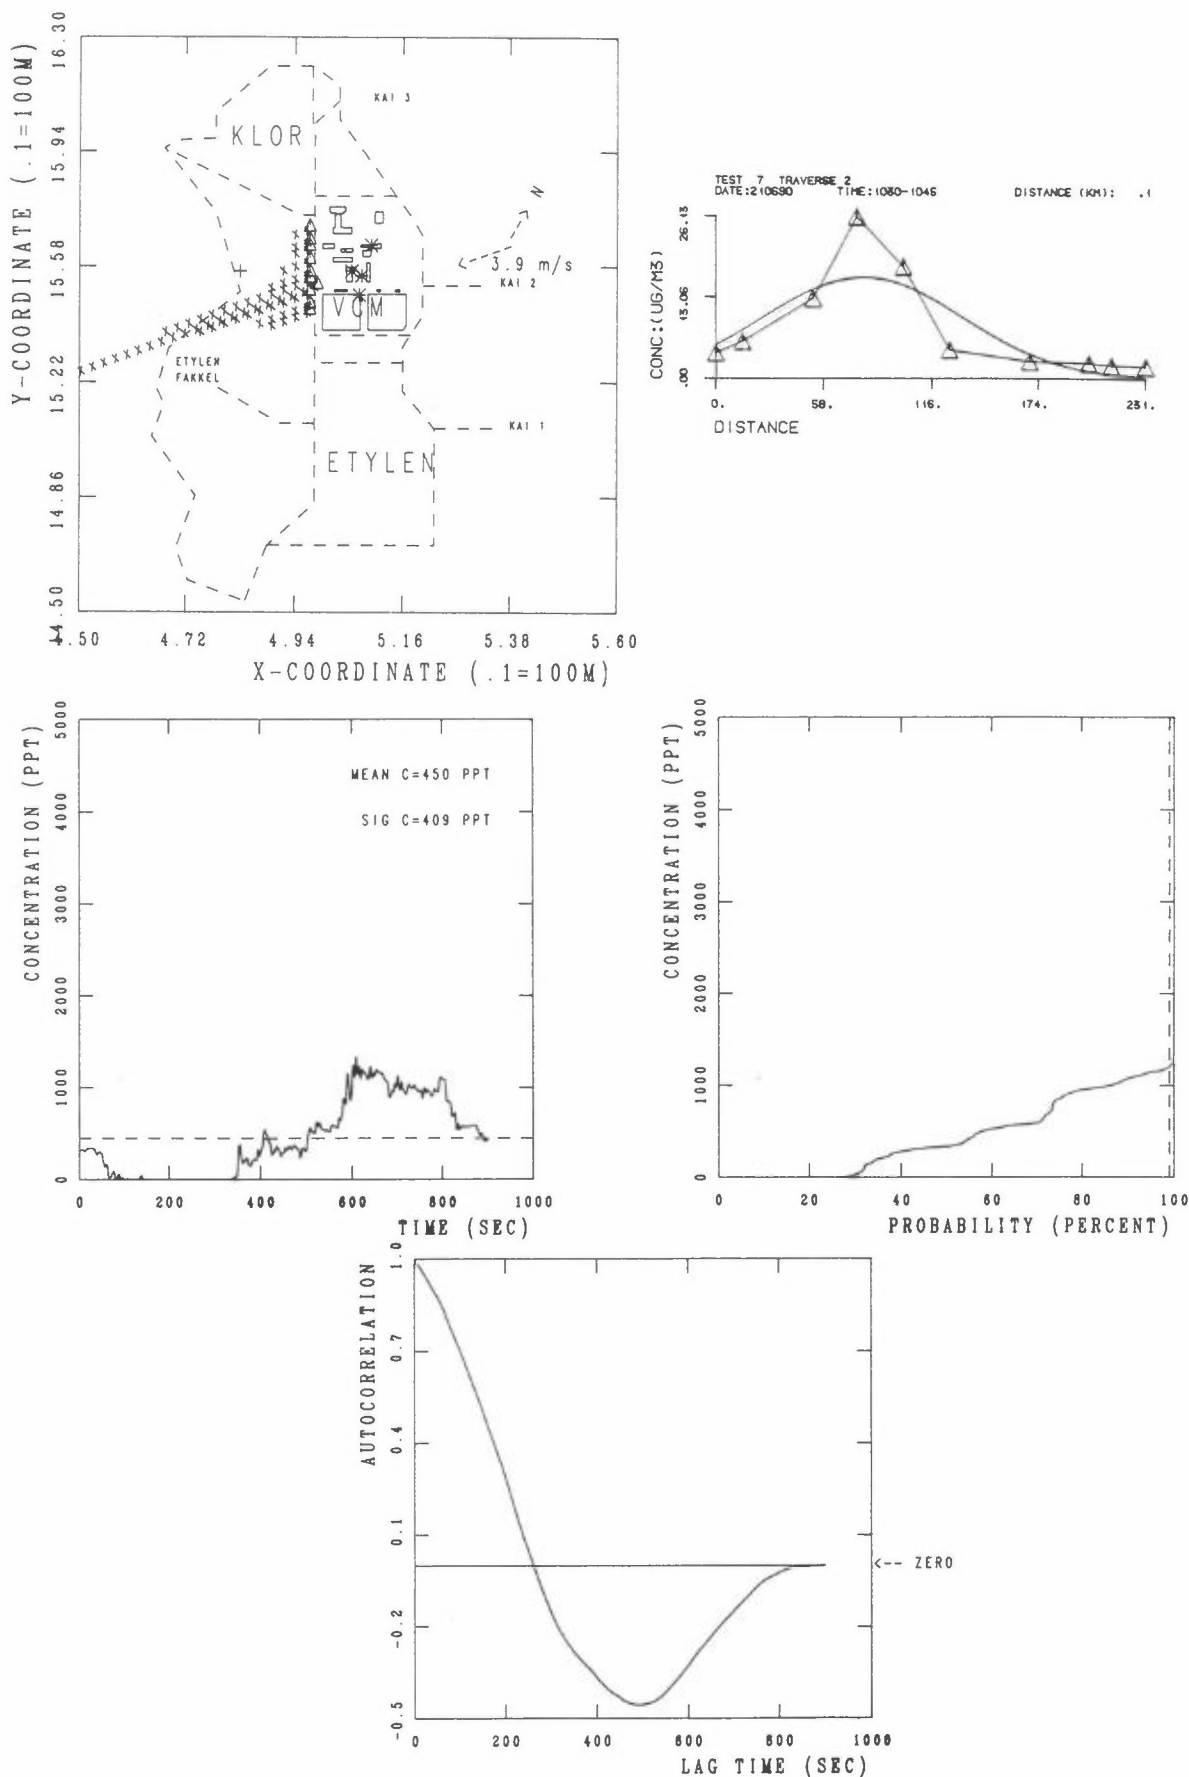 Y-COORDINATE (.1=100M)
16.30
15.94
15.58
15.22
14.86
14.50
4.50
4.72
4.94
5.16
5.38
5.60
X-COORDINATE (.1=100M)
KLOR
KAI 3
N
3.9 m/s
KAI 2
VCM
ETYLEN
FAKKEL
KAI 1
ETYLEN
TEST 7 TRAVERSE 2
DATE:210690 TIME:1030-1045 DISTANCE (KM): .1
CONC:(UG/M3)
26.13
13.06
.00
0.
58.
116.
174.
231.
DISTANCE
CONCENTRATION (PPT)
5000
4000
3000
2000
1000
0
MEAN C=450 PPT
SIG C=409 PPT
0
200
400
600
800
1000
TIME (SEC)
CONCENTRATION (PPT)
5000
4000
3000
2000
1000
0
0
20
40
60
80
100
PROBABILITY (PERCENT)
AUTOCORRELATION
1.0
0.7
0.4
0.1
-0.2
-0.5
<-- ZERO
0
200
400
600
800
1000
LAG TIME (SEC)